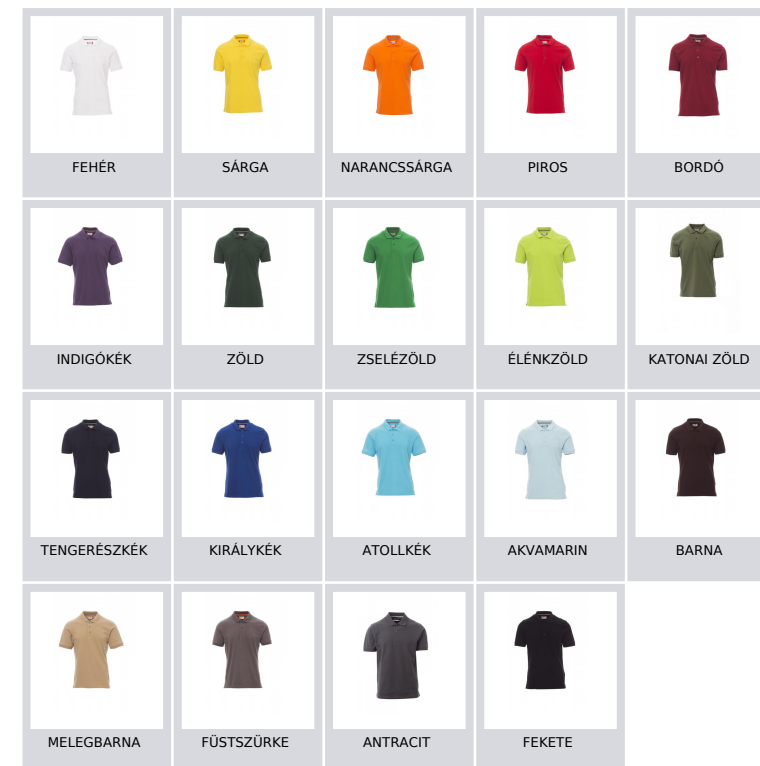 FEHÉR
SÁRGA
NARANCSSÁRGA
PIROS
BORDÓ
INDIGÓKÉK
ZÖLD
ZSELÉZÖLD
ÉLÉNKZÖLD
KATONAI ZÖLD
TENGERÉSZKÉK
KIRÁLYKÉK
ATOLLKÉK
AKVAMARIN
BARNA
MELEGBARNA
FÜSTSZÜRKE
ANTRACIT
FEKETE